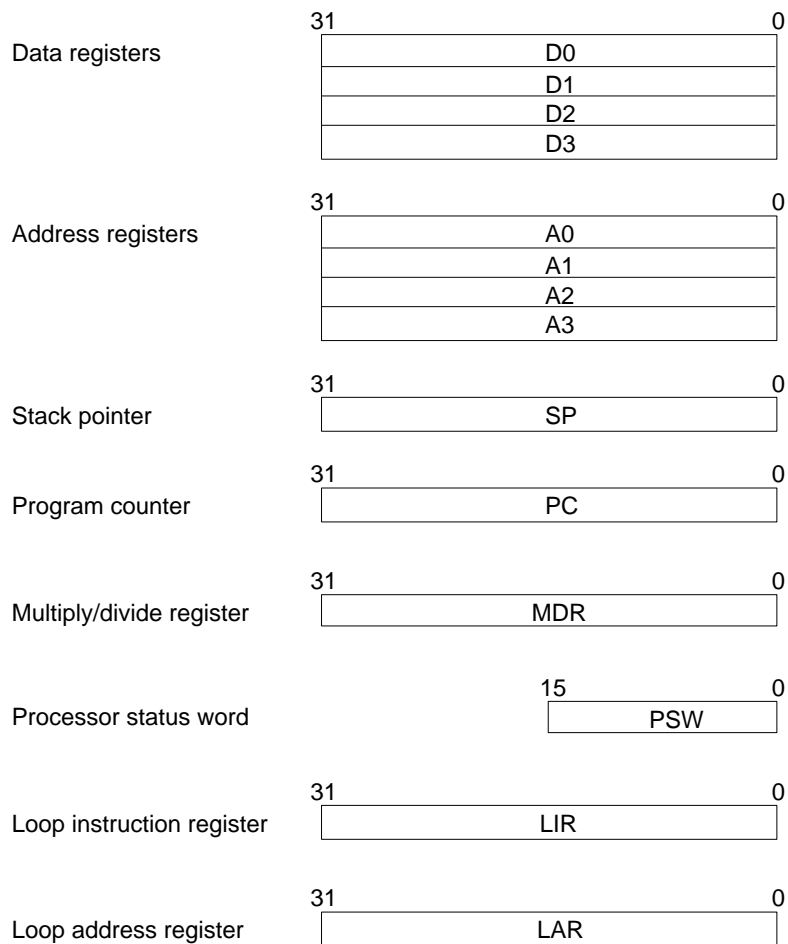 31 0
Data registers D0
D1
D2
D3
31 0
Address registers A0
A1
A2
A3
31 0
Stack pointer SP
31 0
Program counter PC
31 0
Multiply/divide register MDR
15 0
Processor status word PSW
31 0
Loop instruction register LIR
31 0
Loop address register LAR